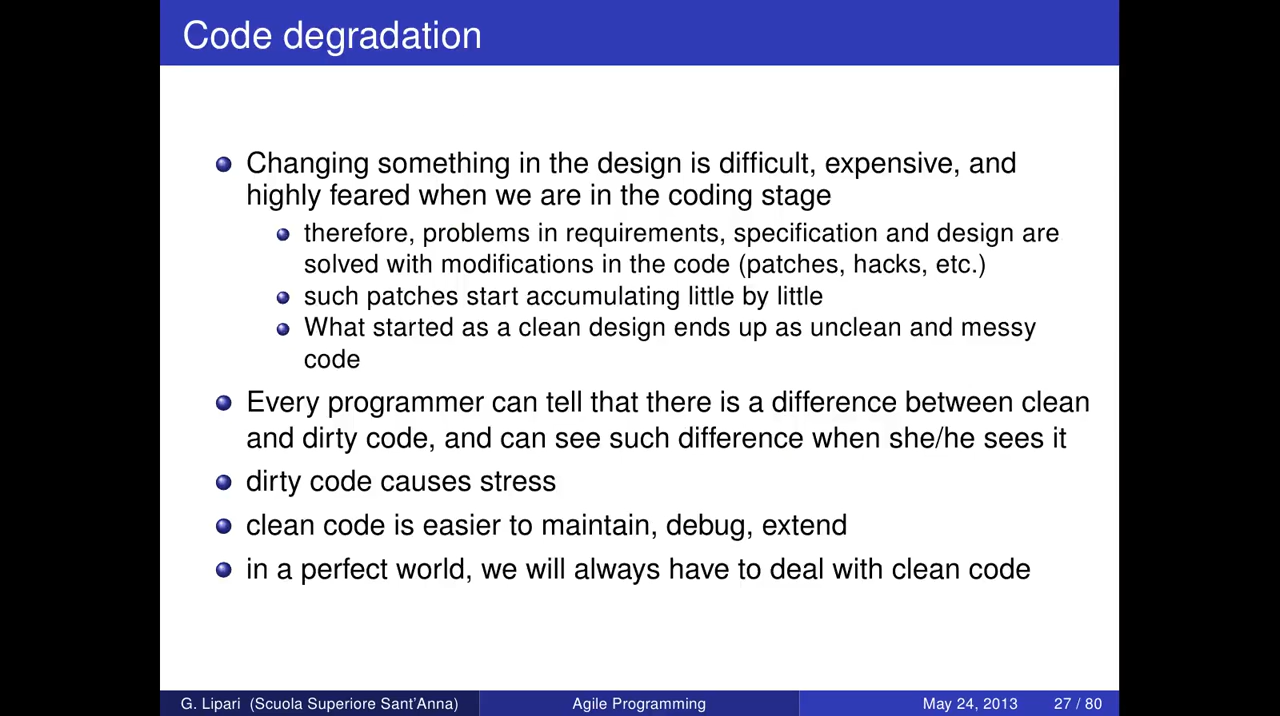 Code degradation
Changing something in the design is difficult, expensive, and
highly feared when we are in the coding stage
therefore, problems in requirements, specification and design are
solved with modifications in the code (patches, hacks, etc.)
such patches start accumulating little by little
What started as a clean design ends up as unclean and messy
code
Every programmer can tell that there is a difference between clean
and dirty code, and can see such difference when she/he sees it
dirty code causes stress
clean code is easier to maintain, debug, extend
in a perfect world, we will always have to deal with clean code
G. Lipari (Scuola Superiore Sant'Anna) Agile Programming May 24, 2013 27 / 80